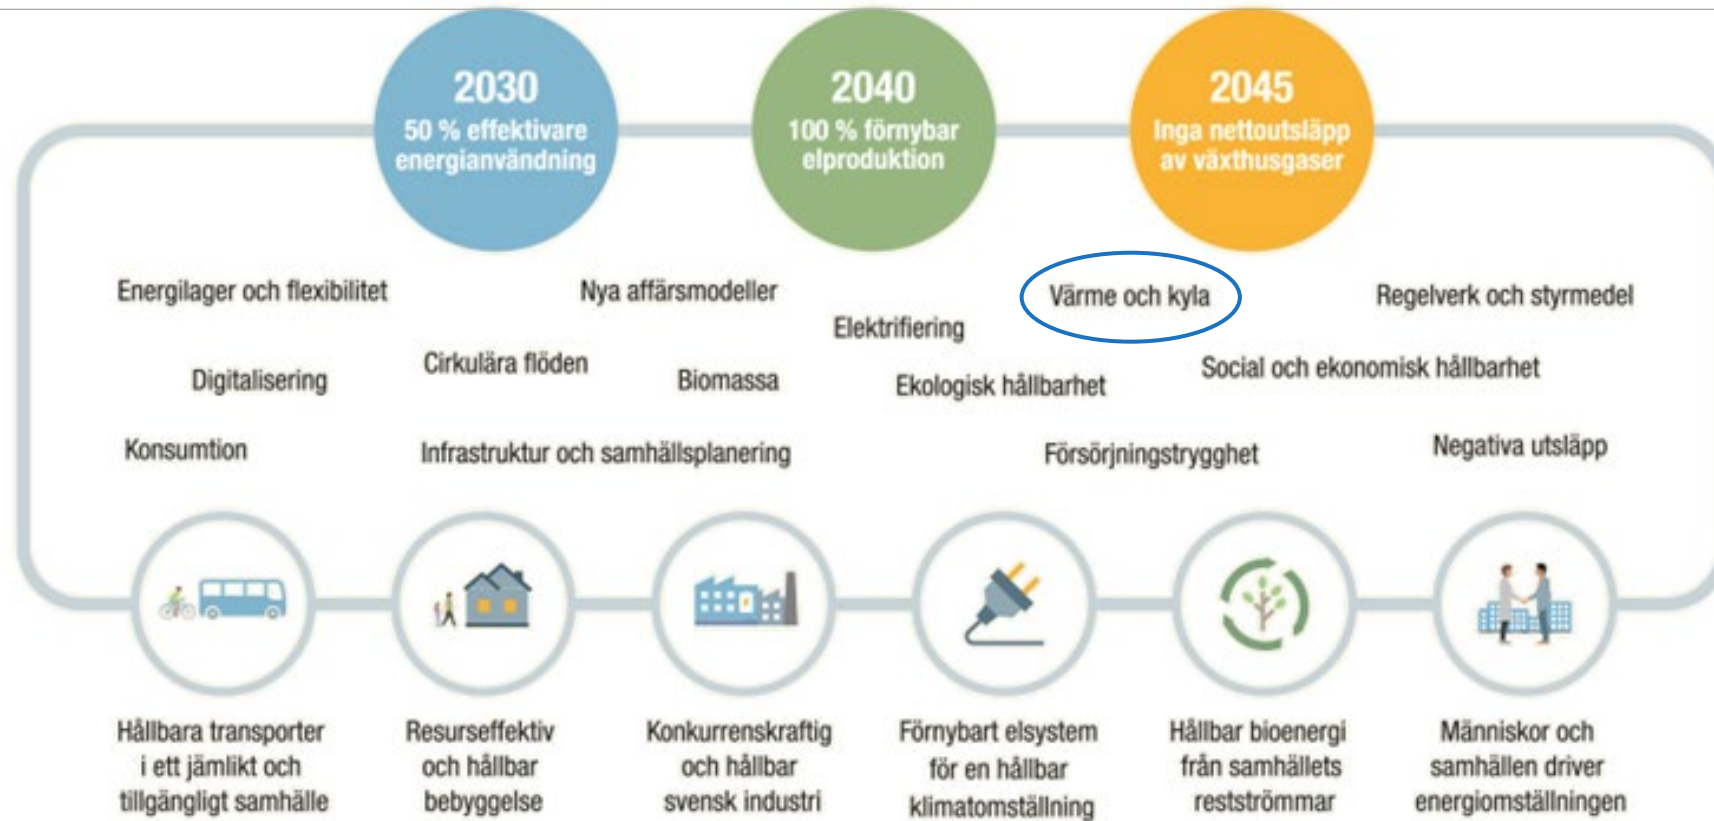 2030
50 % effektivare
energianvändning
2040
100 % förnybar
elproduktion
2045
Inga nettoutsläpp
av växthusgaser
Energilager och flexibilitet
Nya affärsmodeller
Värme och kyla
Regelverk och styrmedel
Elektrifiering
Cirkulära flöden
Social och ekonomisk hållbarhet
Digitalisering
Biomassa
Ekologisk hållbarhet
Konsumtion
Infrastruktur och samhällsplanering
Försörjningstrygghet
Negativa utsläpp
Hållbara transporter
i ett jämlikt och
tillgängligt samhälle
Resurseffektiv
och hållbar
bebyggelse
Konkurrenskraftig
och hållbar
svensk industri
Förnybart elsystem
för en hållbar
klimatomställning
Hållbar bioenergi
från samhällets
restströmmar
Människor och
samhällen driver
energiomställningen